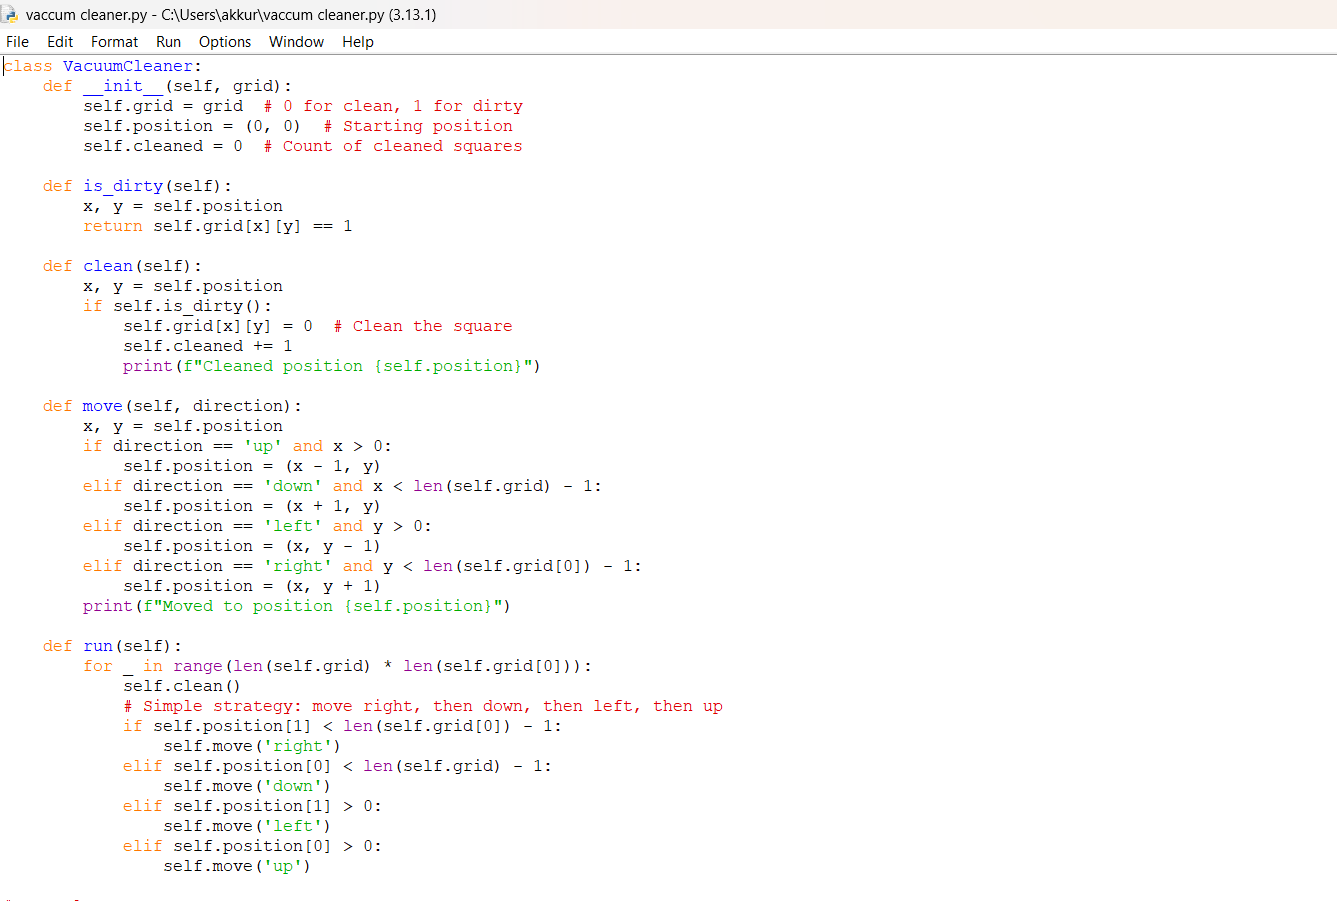 vaccum cleaner.py - C:\Users\akkur\vaccum cleaner.py (3.13.1)
File Edit Format Run Options Window Help
class VacuumCleaner:
    def __init__(self, grid):
        self.grid = grid  # 0 for clean, 1 for dirty
        self.position = (0, 0)  # Starting position
        self.cleaned = 0  # Count of cleaned squares

    def is_dirty(self):
        x, y = self.position
        return self.grid[x][y] == 1

    def clean(self):
        x, y = self.position
        if self.is_dirty():
            self.grid[x][y] = 0  # Clean the square
            self.cleaned += 1
            print(f"Cleaned position {self.position}")

    def move(self, direction):
        x, y = self.position
        if direction == 'up' and x > 0:
            self.position = (x - 1, y)
        elif direction == 'down' and x < len(self.grid) - 1:
            self.position = (x + 1, y)
        elif direction == 'left' and y > 0:
            self.position = (x, y - 1)
        elif direction == 'right' and y < len(self.grid[0]) - 1:
            self.position = (x, y + 1)
        print(f"Moved to position {self.position}")

    def run(self):
        for _ in range(len(self.grid) * len(self.grid[0])):
            self.clean()
            # Simple strategy: move right, then down, then left, then up
            if self.position[1] < len(self.grid[0]) - 1:
                self.move('right')
            elif self.position[0] < len(self.grid) - 1:
                self.move('down')
            elif self.position[1] > 0:
                self.move('left')
            elif self.position[0] > 0:
                self.move('up')